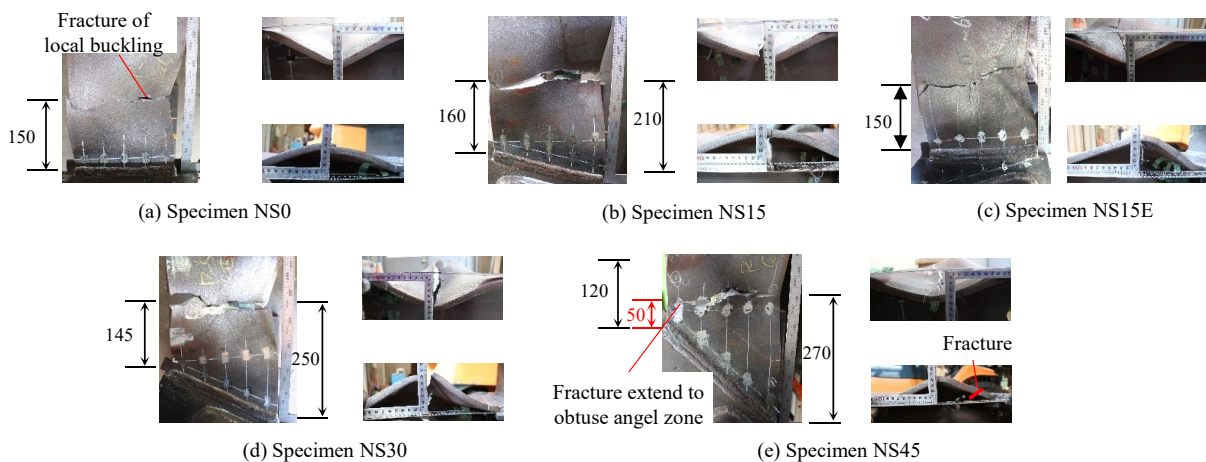 Fracture of
local buckling
150
(a) Specimen NS0
160
210
(b) Specimen NS15
150
(c) Specimen NS15E
145
250
(d) Specimen NS30
120
50
270
Fracture extend to
obtuse angel zone
Fracture
(e) Specimen NS45